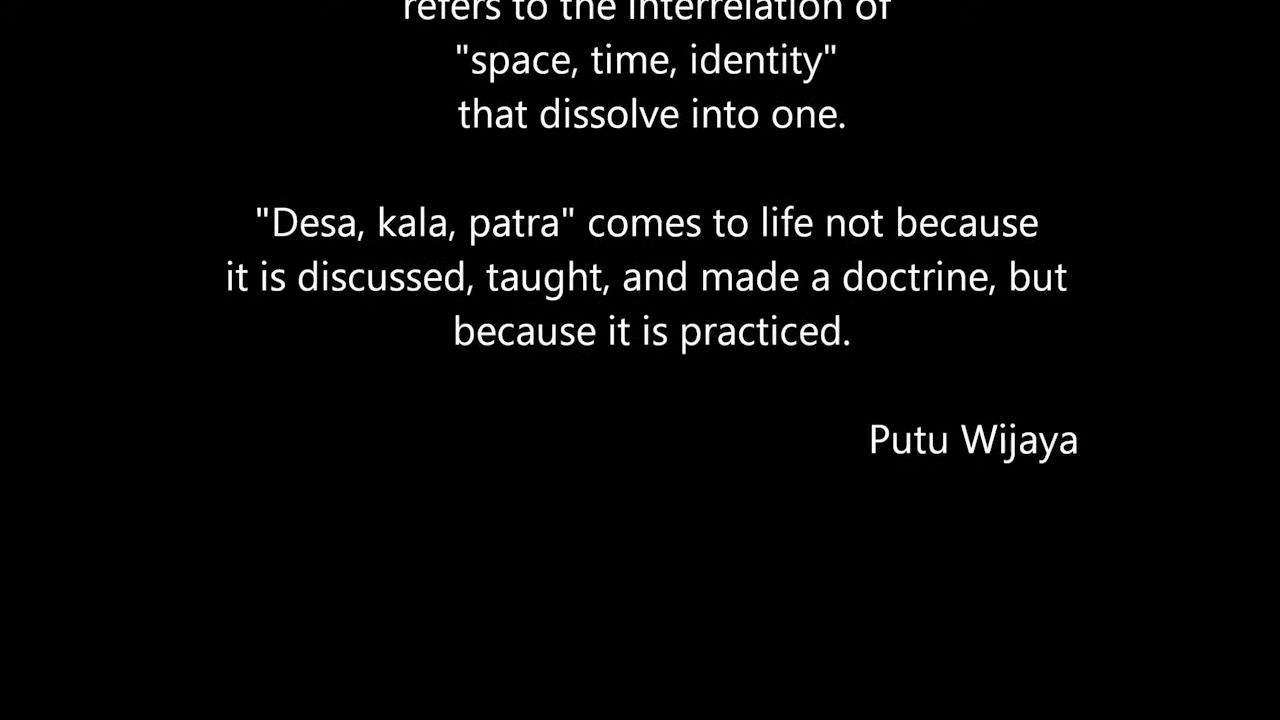 refers to the interrelation of
"space, time, identity"
that dissolve into one.
"Desa, kala, patra" comes to life not because
it is discussed, taught, and made a doctrine, but
because it is practiced.
Putu Wijaya